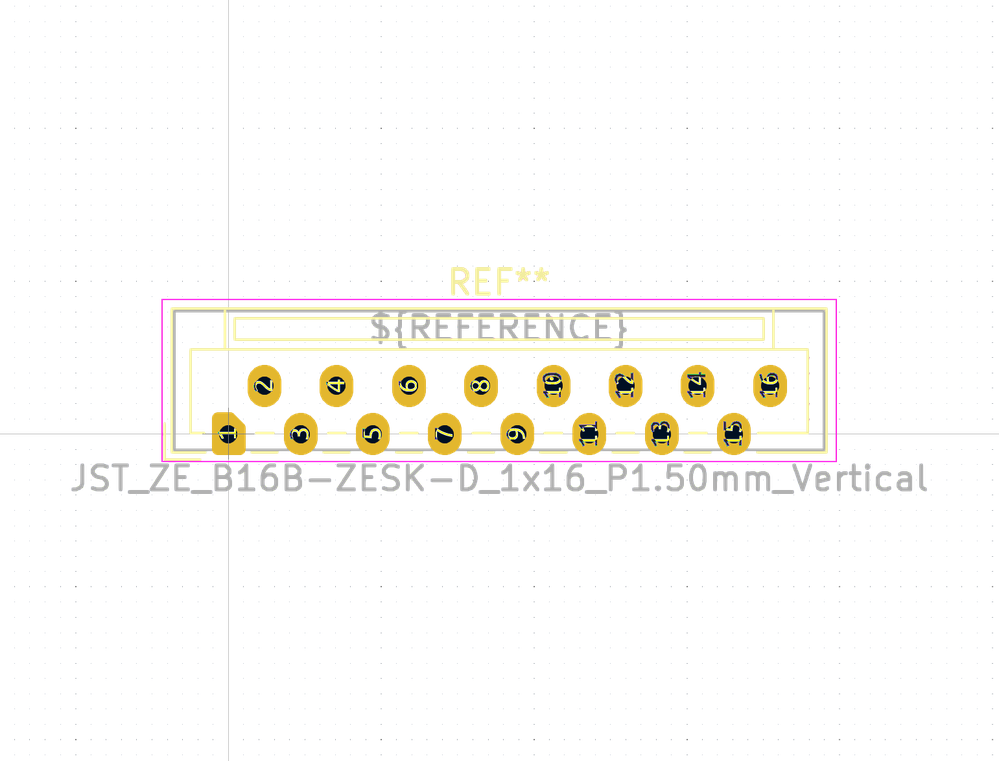 REF**
${REFERENCE}
2 4 6 8 10 12 14 16
1 3 5 7 9 11 13 15
JST_ZE_B16B-ZESK-D_1x16_P1.50mm_Vertical